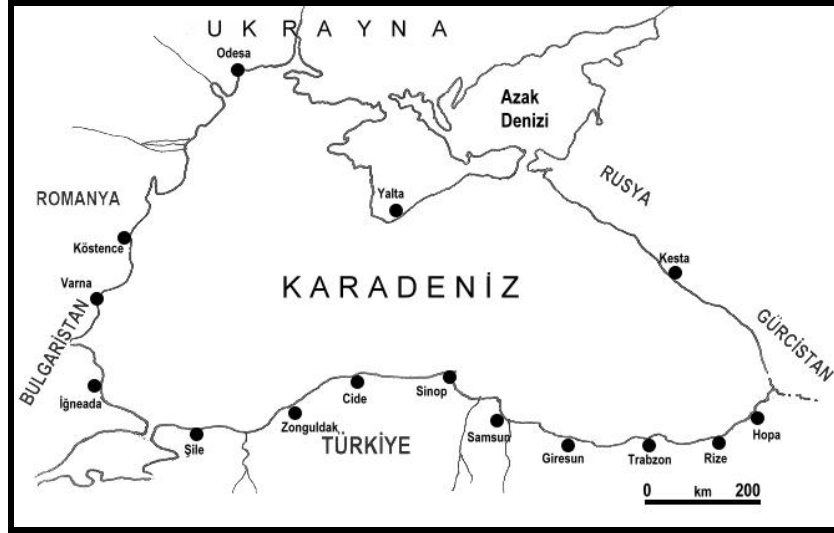 UKRAYNA
Odesa
Azak
Denizi
ROMANYA
Yalta
RUSYA
Köstence
Kesta
Varna
KARADENİZ
BULGARİSTAN
GÜRCİSTAN
İğneada
Cide
Sinop
Şile
Zonguldak
TÜRKİYE
Samsun
Giresun
Trabzon
Rize
Hopa
0 km 200